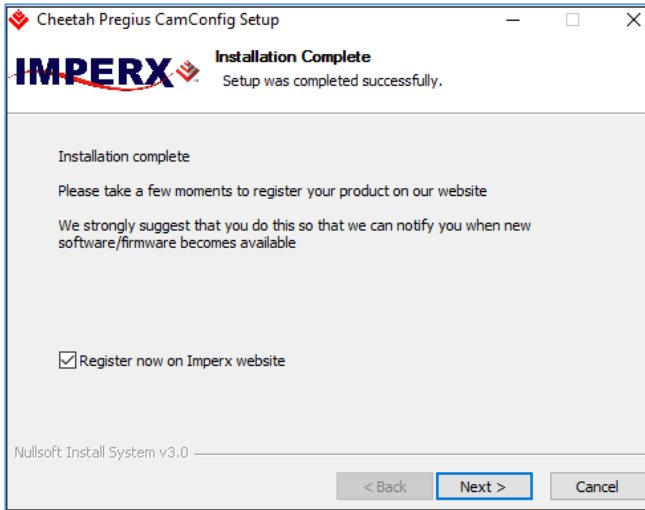 Cheetah Pregius CamConfig Setup
IMPERX
Installation Complete
Setup was completed successfully.
Installation complete
Please take a few moments to register your product on our website
We strongly suggest that you do this so that we can notify you when new
software/firmware becomes available
Register now on Imperx website
Nullsoft Install System v3.0
< Back
Next >
Cancel